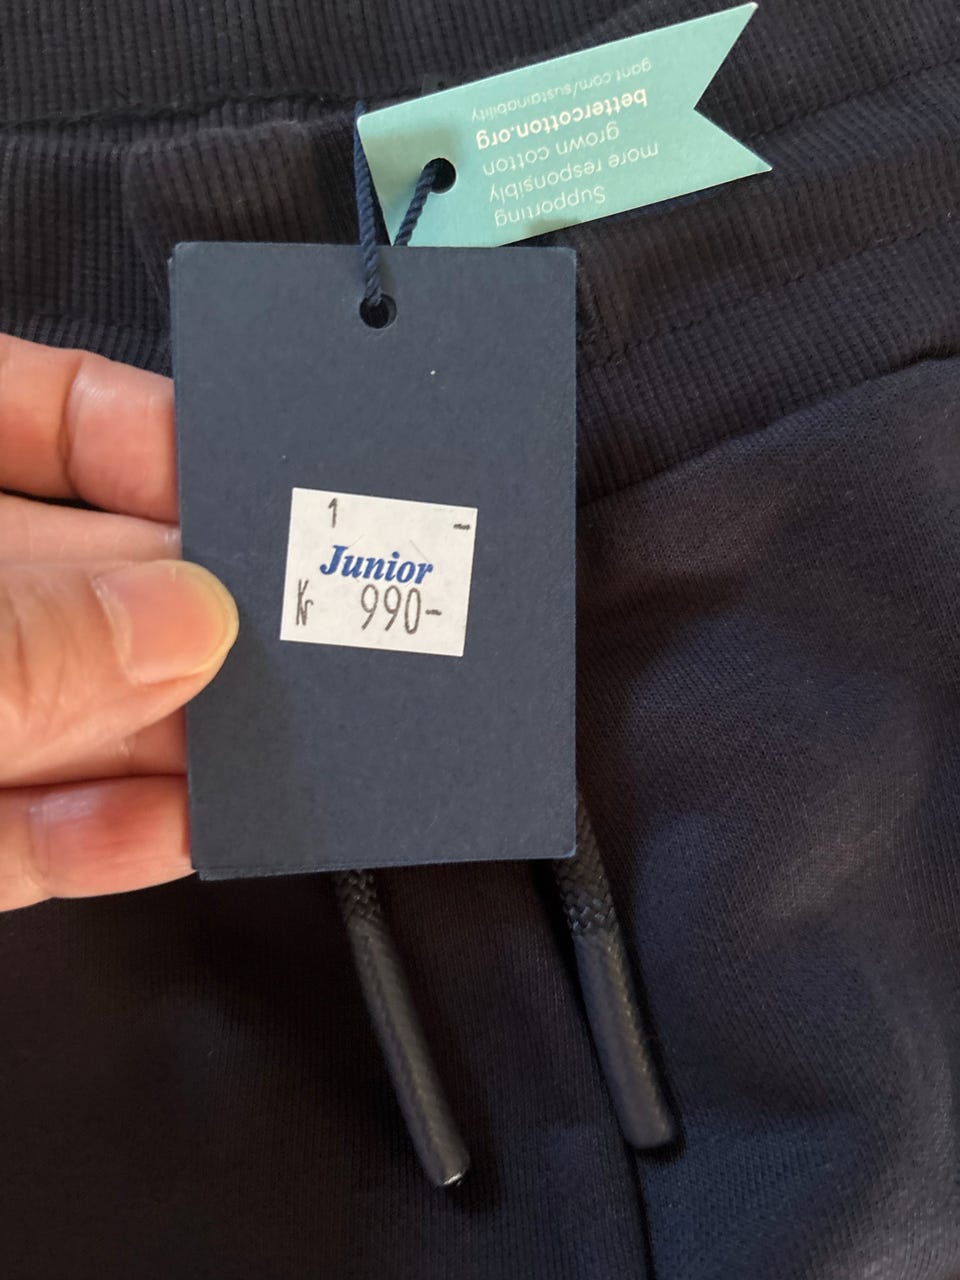 Supporting
more responsibly
grown cotton
bettercotton.org
gant.com/sustainability
1 -
Junior
Kr 990-